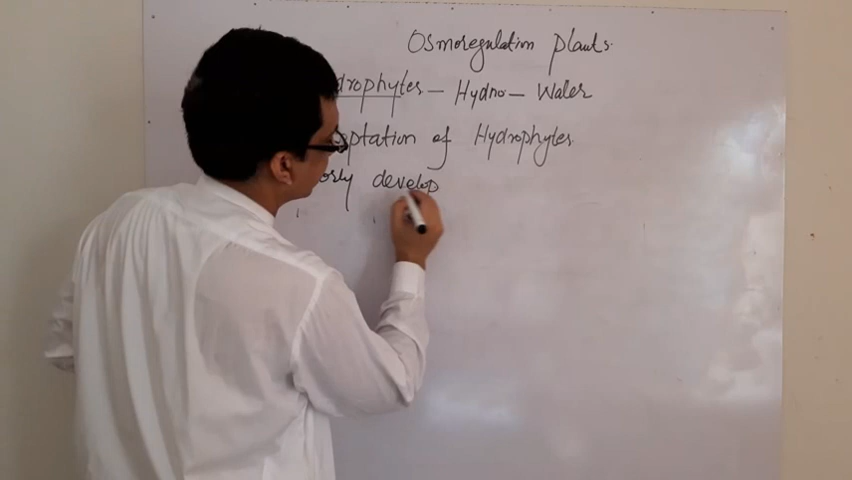 Osmoregulation plants.
drophytes – Hydro – Water
aptation of Hydrophytes
orly develop